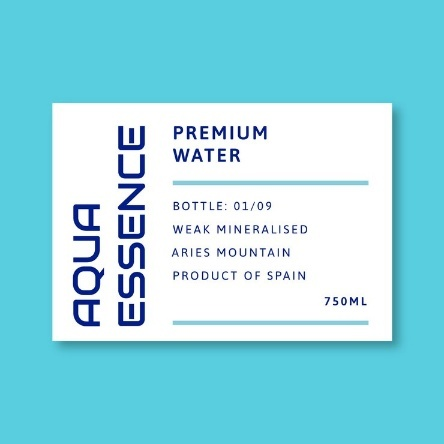 AQUA
ESSENCE
PREMIUM
WATER
BOTTLE: 01/09
WEAK MINERALISED
ARIES MOUNTAIN
PRODUCT OF SPAIN
750ML